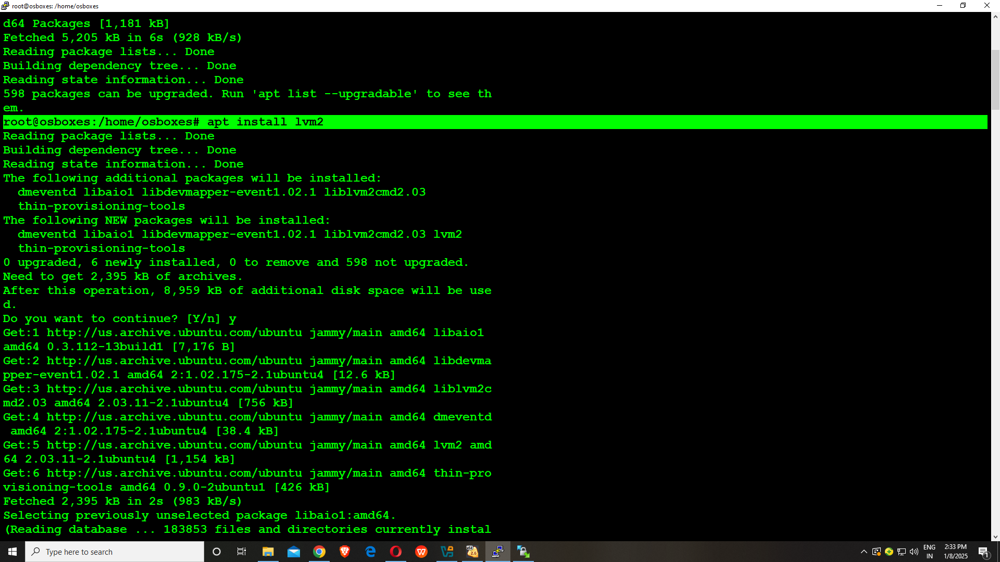 root@osboxes: /home/osboxes
d64 Packages [1,181 kB]
Fetched 5,205 kB in 6s (928 kB/s)
Reading package lists... Done
Building dependency tree... Done
Reading state information... Done
598 packages can be upgraded. Run 'apt list --upgradable' to see th
em.
root@osboxes:/home/osboxes# apt install lvm2
Reading package lists... Done
Building dependency tree... Done
Reading state information... Done
The following additional packages will be installed:
  dmeventd libaio1 libdevmapper-event1.02.1 liblvm2cmd2.03
  thin-provisioning-tools
The following NEW packages will be installed:
  dmeventd libaio1 libdevmapper-event1.02.1 liblvm2cmd2.03 lvm2
  thin-provisioning-tools
0 upgraded, 6 newly installed, 0 to remove and 598 not upgraded.
Need to get 2,395 kB of archives.
After this operation, 8,959 kB of additional disk space will be use
d.
Do you want to continue? [Y/n] y
Get:1 http://us.archive.ubuntu.com/ubuntu jammy/main amd64 libaio1
amd64 0.3.112-13build1 [7,176 B]
Get:2 http://us.archive.ubuntu.com/ubuntu jammy/main amd64 libdevma
pper-event1.02.1 amd64 2:1.02.175-2.1ubuntu4 [12.6 kB]
Get:3 http://us.archive.ubuntu.com/ubuntu jammy/main amd64 liblvm2c
md2.03 amd64 2.03.11-2.1ubuntu4 [756 kB]
Get:4 http://us.archive.ubuntu.com/ubuntu jammy/main amd64 dmeventd
 amd64 2:1.02.175-2.1ubuntu4 [38.4 kB]
Get:5 http://us.archive.ubuntu.com/ubuntu jammy/main amd64 lvm2 amd
64 2.03.11-2.1ubuntu4 [1,154 kB]
Get:6 http://us.archive.ubuntu.com/ubuntu jammy/main amd64 thin-pro
visioning-tools amd64 0.9.0-2ubuntu1 [426 kB]
Fetched 2,395 kB in 2s (983 kB/s)
Selecting previously unselected package libaio1:amd64.
(Reading database ... 183853 files and directories currently instal
Type here to search
x64
2.6
ENG
IN
2:33 PM
1/8/2025
1